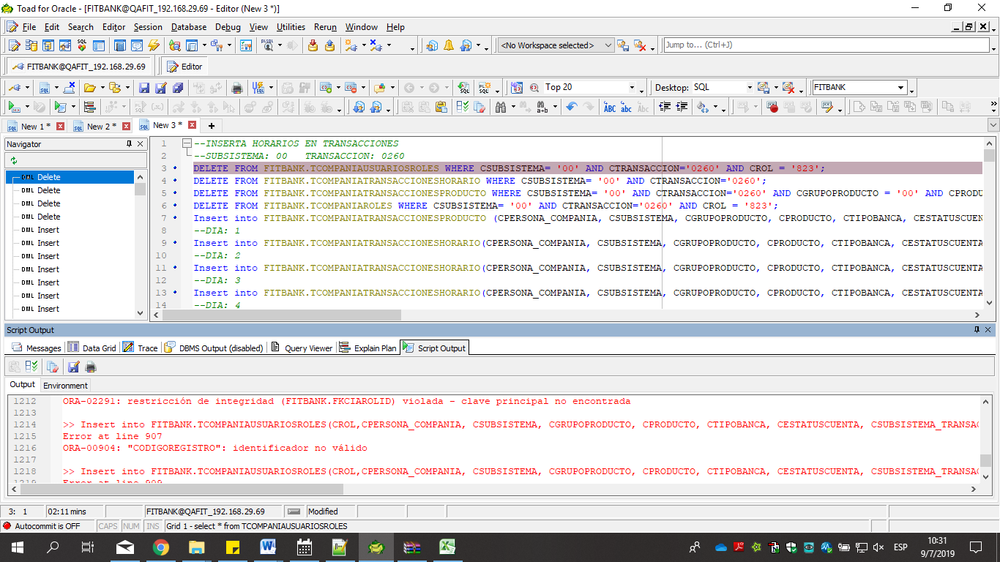 Toad for Oracle - [FITBANK@QAFIT_192.168.29.69 - Editor (New 3 *)]
File Edit Search Editor Session Database Debug View Utilities Rerun Window Help
<No Workspace selected> Jump to... (Ctrl+J)
FITBANK@QAFIT_192.168.29.69 Editor
Top 20 Desktop: SQL FITBANK
New 1 * New 2 * New 3 *
Navigator
Delete
DML Delete
DML Delete
DML Delete
DML Insert
DML Insert
DML Insert
DML Insert
DML Insert
DML Insert
DML Insert
1 --INSERTA HORARIOS EN TRANSACCIONES
2 --SUBSISTEMA: 00 TRANSACCION: 0260
3 DELETE FROM FITBANK.TCOMPANIAUSUARIOSROLES WHERE CSUBSISTEMA= '00' AND CTRANSACCION='0260' AND CROL = '823';
4 DELETE FROM FITBANK.TCOMPANIATRANSACCIONESHORARIO WHERE CSUBSISTEMA= '00' AND CTRANSACCION='0260';
5 DELETE FROM FITBANK.TCOMPANIATRANSACCIONESPRODUCTO WHERE CSUBSISTEMA= '00' AND CTRANSACCION='0260' AND CGRUPOPRODUCTO = '00' AND CPRODU
6 DELETE FROM FITBANK.TCOMPANIAROLES WHERE CSUBSISTEMA= '00' AND CTRANSACCION='0260' AND CROL = '823';
7 Insert into FITBANK.TCOMPANIATRANSACCIONESPRODUCTO (CPERSONA_COMPANIA, CSUBSISTEMA, CGRUPOPRODUCTO, CPRODUCTO, CTIPOBANCA, CESTATUSCUEN
8 --DIA: 1
9 Insert into FITBANK.TCOMPANIATRANSACCIONESHORARIO(CPERSONA_COMPANIA, CSUBSISTEMA, CGRUPOPRODUCTO, CPRODUCTO, CTIPOBANCA, CESTATUSCUENTA
10 --DIA: 2
11 Insert into FITBANK.TCOMPANIATRANSACCIONESHORARIO(CPERSONA_COMPANIA, CSUBSISTEMA, CGRUPOPRODUCTO, CPRODUCTO, CTIPOBANCA, CESTATUSCUENTA
12 --DIA: 3
13 Insert into FITBANK.TCOMPANIATRANSACCIONESHORARIO(CPERSONA_COMPANIA, CSUBSISTEMA, CGRUPOPRODUCTO, CPRODUCTO, CTIPOBANCA, CESTATUSCUENTA
14 --DIA: 4
Script Output
Messages Data Grid Trace DBMS Output (disabled) Query Viewer Explain Plan Script Output
Output Environment
1212 ORA-02291: restricción de integridad (FITBANK.FKCIAROLID) violada - clave principal no encontrada
1213
1214 >> Insert into FITBANK.TCOMPANIAUSUARIOSROLES(CROL,CPERSONA_COMPANIA, CSUBSISTEMA, CGRUPOPRODUCTO, CPRODUCTO, CTIPOBANCA, CESTATUSCUENTA, CSUBSISTEMA_TRANSAC
1215 Error at line 907
1216 ORA-00904: "CODIGOREGISTRO": identificador no válido
1217
1218 >> Insert into FITBANK.TCOMPANIAUSUARIOSROLES(CROL,CPERSONA_COMPANIA, CSUBSISTEMA, CGRUPOPRODUCTO, CPRODUCTO, CTIPOBANCA, CESTATUSCUENTA, CSUBSISTEMA_TRANSAC
1219 Error at line 909
3: 1 02:11 mins FITBANK@QAFIT_192.168.29.69 Modified
Autocommit is OFF CAPS NUM INS Grid 1 - select * from TCOMPANIAUSUARIOSROLES
ESP 10:31
9/7/2019